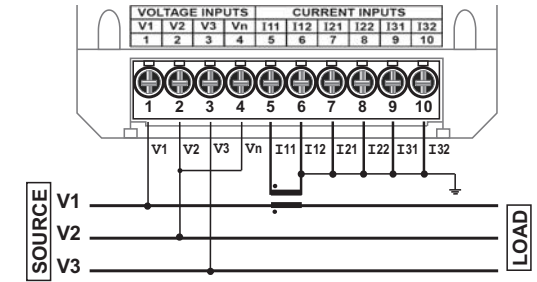 VOLTAGE INPUTS CURRENT INPUTS
V1 V2 V3 Vn I11 I12 I21 I22 I31 I32
1 2 3 4 5 6 7 8 9 10
1 2 3 4 5 6 7 8 9 10
V1 V2 V3 Vn I11 I12 I21 I22 I31 I32
SOURCE
V1
V2
V3
LOAD